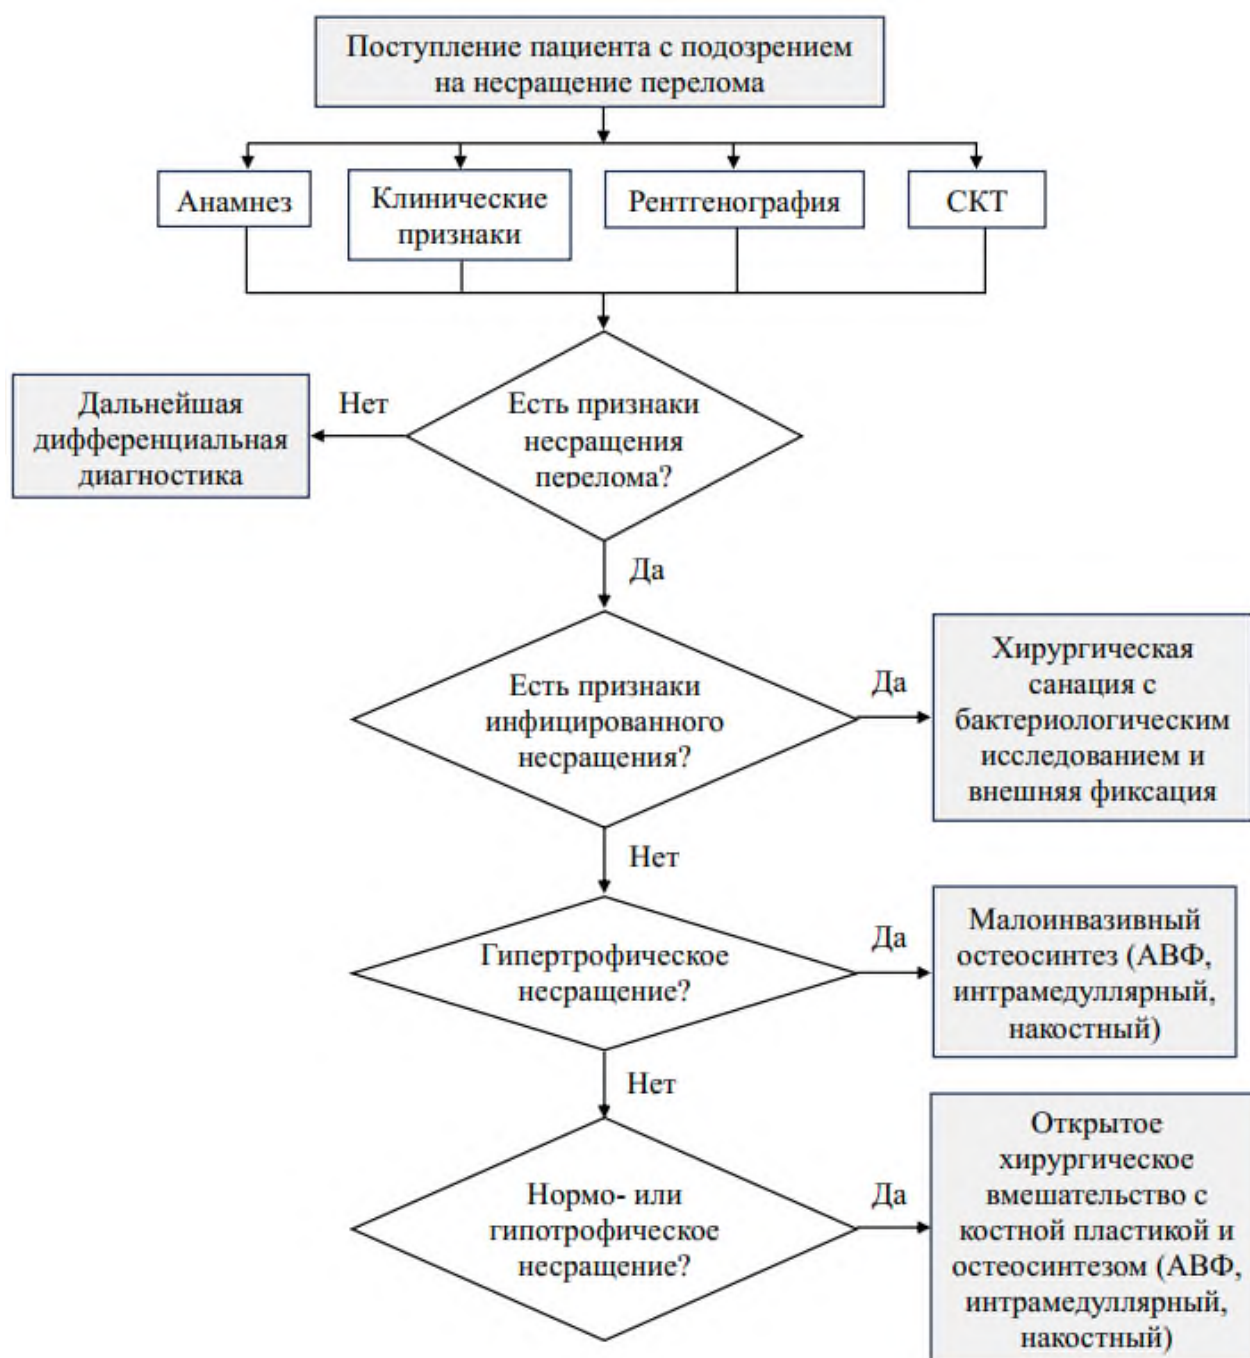 Поступление пациента с подозрением
на несращение перелома
Анамнез
Клинические
признаки
Рентгенография
СКТ
Есть признаки
несращения
перелома?
Нет
Дальнейшая
дифференциальная
диагностика
Да
Есть признаки
инфицированного
несращения?
Да
Хирургическая
санация с
бактериологическим
исследованием и
внешняя фиксация
Нет
Гипертрофическое
несращение?
Да
Малоинвазивный
остеосинтез (АВФ,
интрамедуллярный,
накостный)
Нет
Нормо- или
гипотрофическое
несращение?
Да
Открытое
хирургическое
вмешательство с
костной пластикой и
остеосинтезом (АВФ,
интрамедуллярный,
накостный)